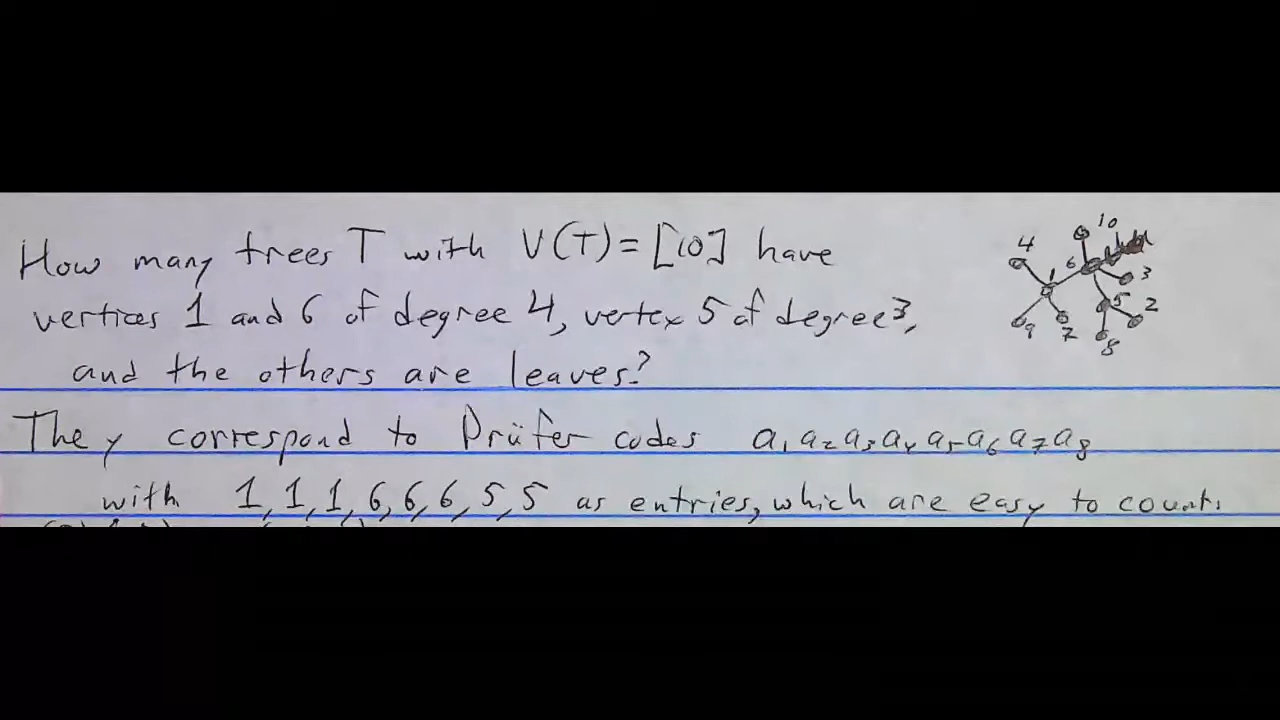 How many trees T with V(T)=[10] have
vertices 1 and 6 of degree 4, vertex 5 of degree 3,
and the others are leaves?
10
4
6
3
1
5
2
9
7
8
They correspond to Prüfer codes a₁a₂a₃a₄a₅a₆a₇a₈
with 1,1,1,6,6,6,5,5 as entries, which are easy to count.